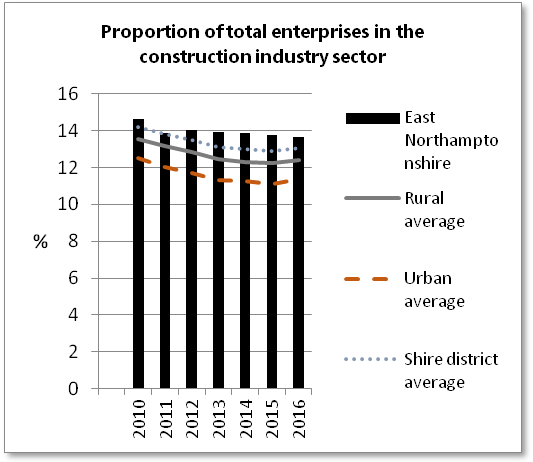 Proportion of total enterprises in the
construction industry sector
16
14
12
10
8
6
4
2
0
%
2010
2011
2012
2013
2014
2015
2016
East
Northampto
nshire
Rural
average
Urban
average
Shire district
average